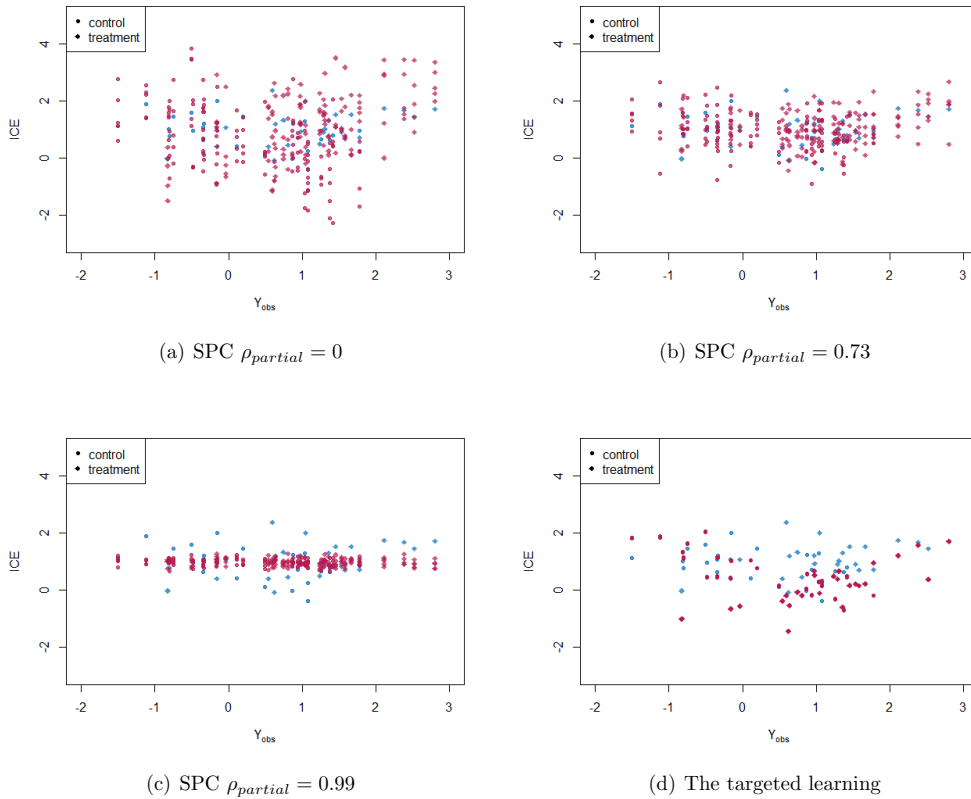 control
treatment
4
2
0
-2
ICE
-2 -1 0 1 2 3
Y_obs
(a) SPC ρ_partial = 0
control
treatment
4
2
0
-2
ICE
-2 -1 0 1 2 3
Y_obs
(b) SPC ρ_partial = 0.73
control
treatment
4
2
0
-2
ICE
-2 -1 0 1 2 3
Y_obs
(c) SPC ρ_partial = 0.99
control
treatment
4
2
0
-2
ICE
-2 -1 0 1 2 3
Y_obs
(d) The targeted learning